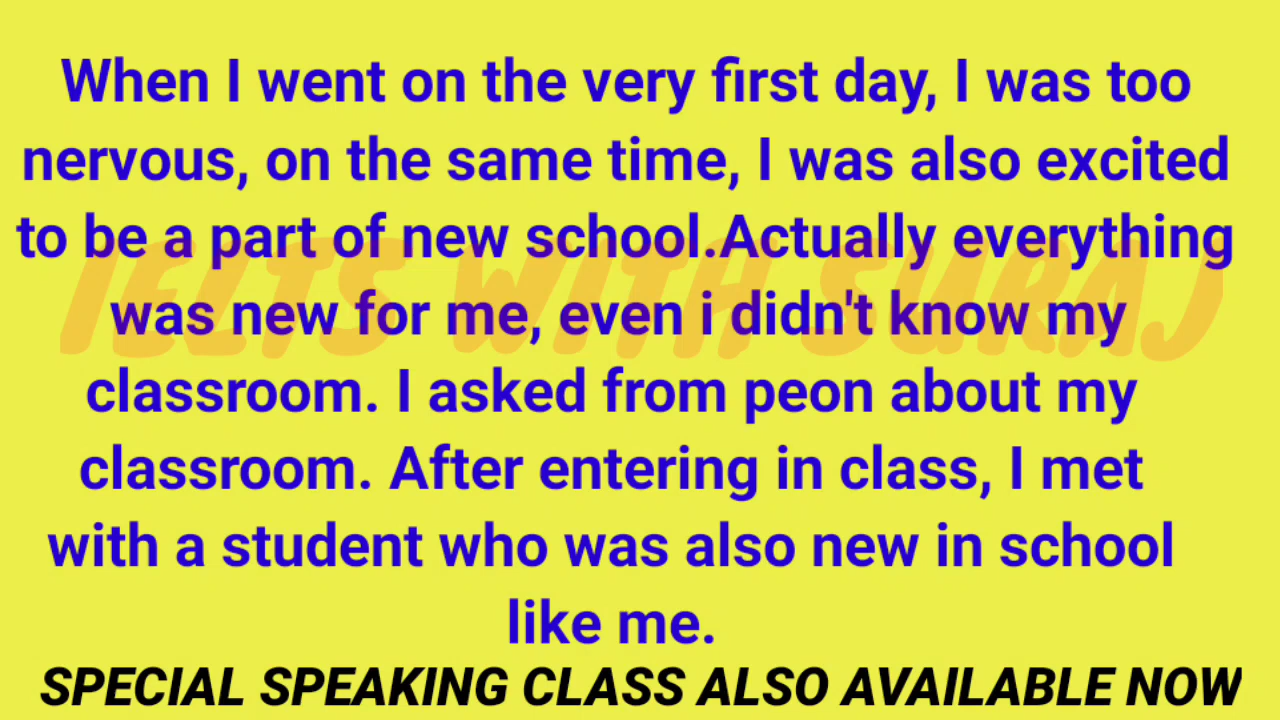 When I went on the very first day, I was too
nervous, on the same time, I was also excited
to be a part of new school.Actually everything
was new for me, even i didn't know my
classroom. I asked from peon about my
classroom. After entering in class, I met
with a student who was also new in school
like me.
IELTS WITH SURAJ
SPECIAL SPEAKING CLASS ALSO AVAILABLE NOW